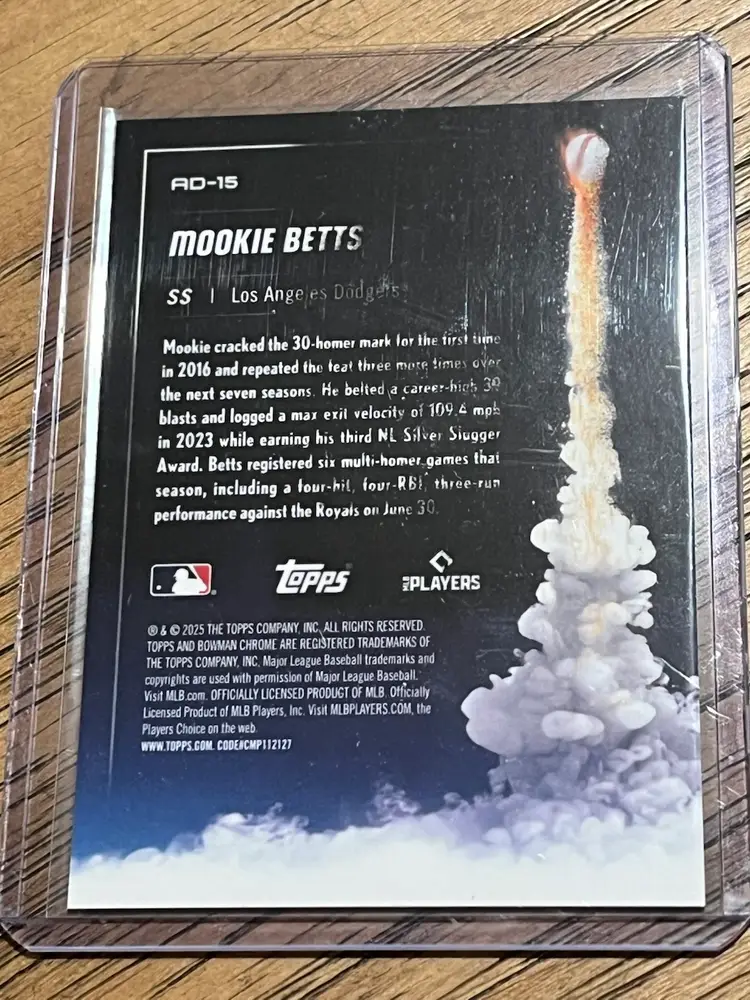 AD-15
MOOKIE BETTS
SS | Los Angeles Dodgers
Mookie cracked the 30-homer mark for the first time
in 2016 and repeated the feat three more times over
the next seven seasons. He belted a career-high 39
blasts and logged a max exit velocity of 109.4 mph
in 2023 while earning his third NL Silver Slugger
Award. Betts registered six multi-homer games that
season, including a four-hit, four-RBI, three-run
performance against the Royals on June 30.
Topps
MLB PLAYERS
® & © 2025 THE TOPPS COMPANY, INC. ALL RIGHTS RESERVED.
TOPPS AND BOWMAN CHROME ARE REGISTERED TRADEMARKS OF
THE TOPPS COMPANY, INC. Major League Baseball trademarks and
copyrights are used with permission of Major League Baseball.
Visit MLB.com. OFFICIALLY LICENSED PRODUCT OF MLB. Officially
Licensed Product of MLB Players, Inc. Visit MLBPLAYERS.COM, the
Players Choice on the web.
WWW.TOPPS.COM. CODE#CMP112127